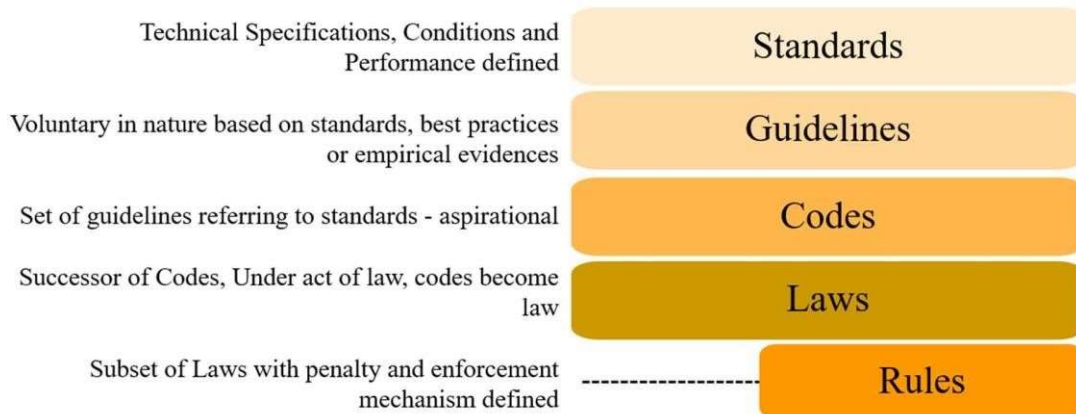 Technical Specifications, Conditions and
Performance defined
Standards
Voluntary in nature based on standards, best practices
or empirical evidences
Guidelines
Set of guidelines referring to standards - aspirational
Codes
Successor of Codes, Under act of law, codes become
law
Laws
Subset of Laws with penalty and enforcement
mechanism defined
Rules